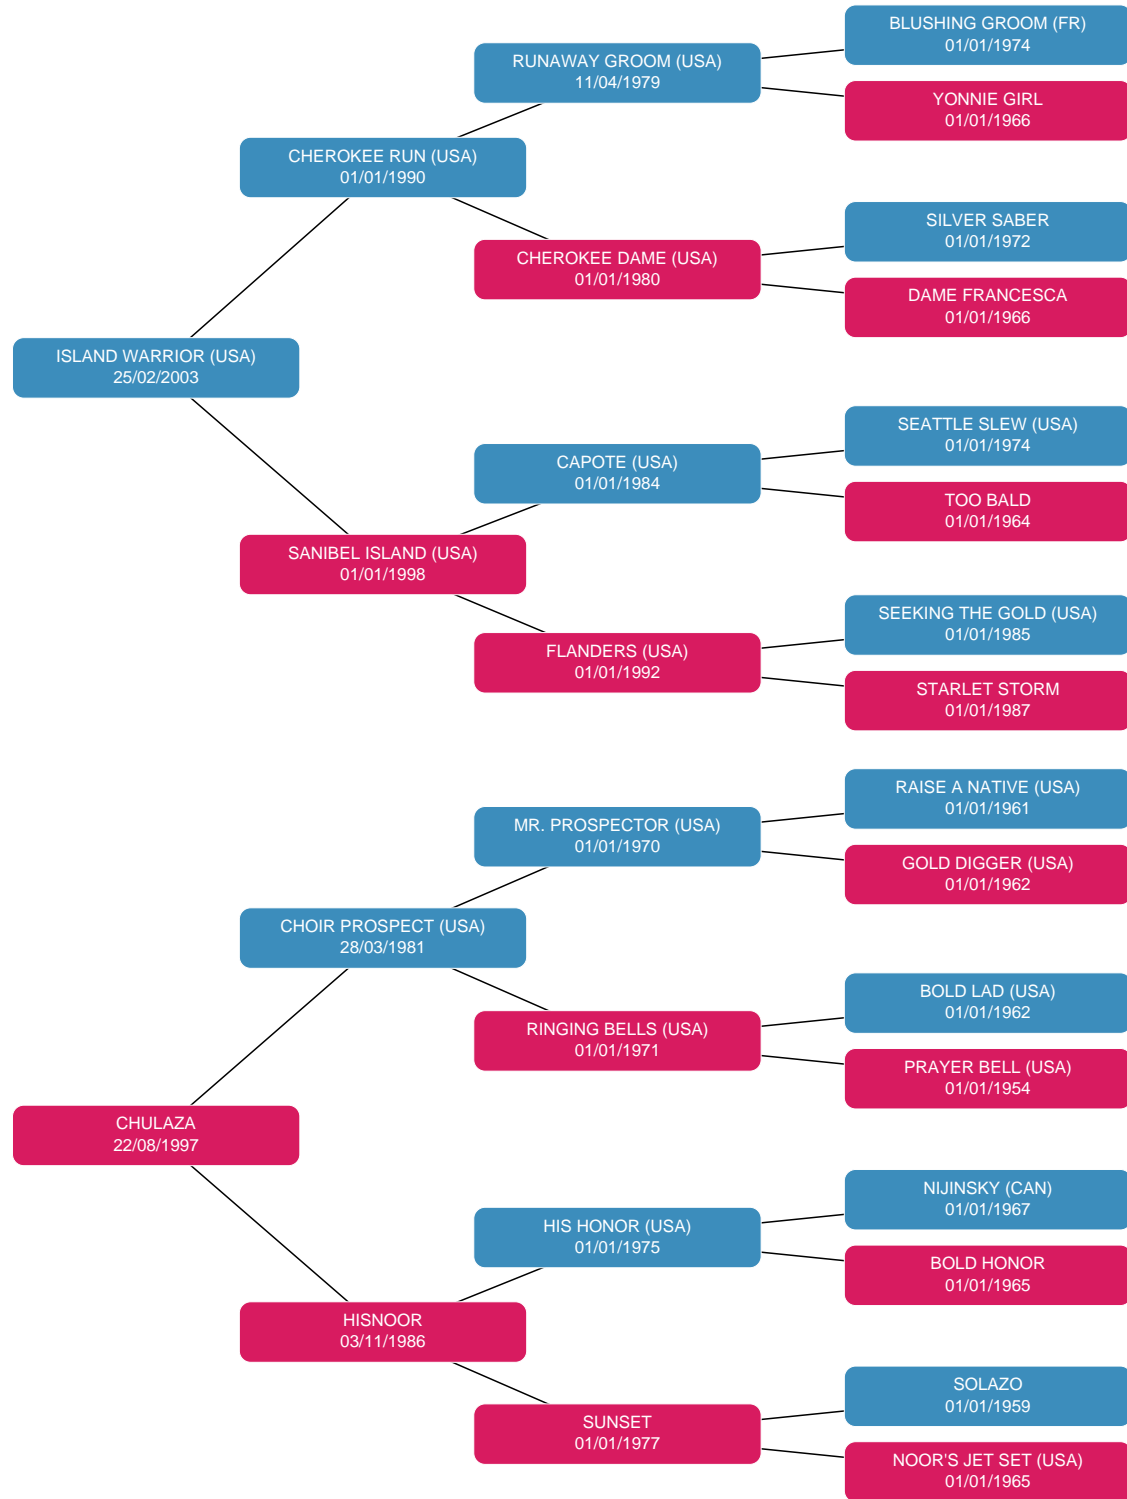 BLUSHING GROOM (FR)
01/01/1974
RUNAWAY GROOM (USA)
11/04/1979
YONNIE GIRL
01/01/1966
CHEROKEE RUN (USA)
01/01/1990
SILVER SABER
01/01/1972
CHEROKEE DAME (USA)
01/01/1980
DAME FRANCESCA
01/01/1966
ISLAND WARRIOR (USA)
25/02/2003
SEATTLE SLEW (USA)
01/01/1974
CAPOTE (USA)
01/01/1984
TOO BALD
01/01/1964
SANIBEL ISLAND (USA)
01/01/1998
SEEKING THE GOLD (USA)
01/01/1985
FLANDERS (USA)
01/01/1992
STARLET STORM
01/01/1987
RAISE A NATIVE (USA)
01/01/1961
MR. PROSPECTOR (USA)
01/01/1970
GOLD DIGGER (USA)
01/01/1962
CHOIR PROSPECT (USA)
28/03/1981
BOLD LAD (USA)
01/01/1962
RINGING BELLS (USA)
01/01/1971
PRAYER BELL (USA)
01/01/1954
CHULAZA
22/08/1997
NIJINSKY (CAN)
01/01/1967
HIS HONOR (USA)
01/01/1975
BOLD HONOR
01/01/1965
HISNOOR
03/11/1986
SOLAZO
01/01/1959
SUNSET
01/01/1977
NOOR'S JET SET (USA)
01/01/1965